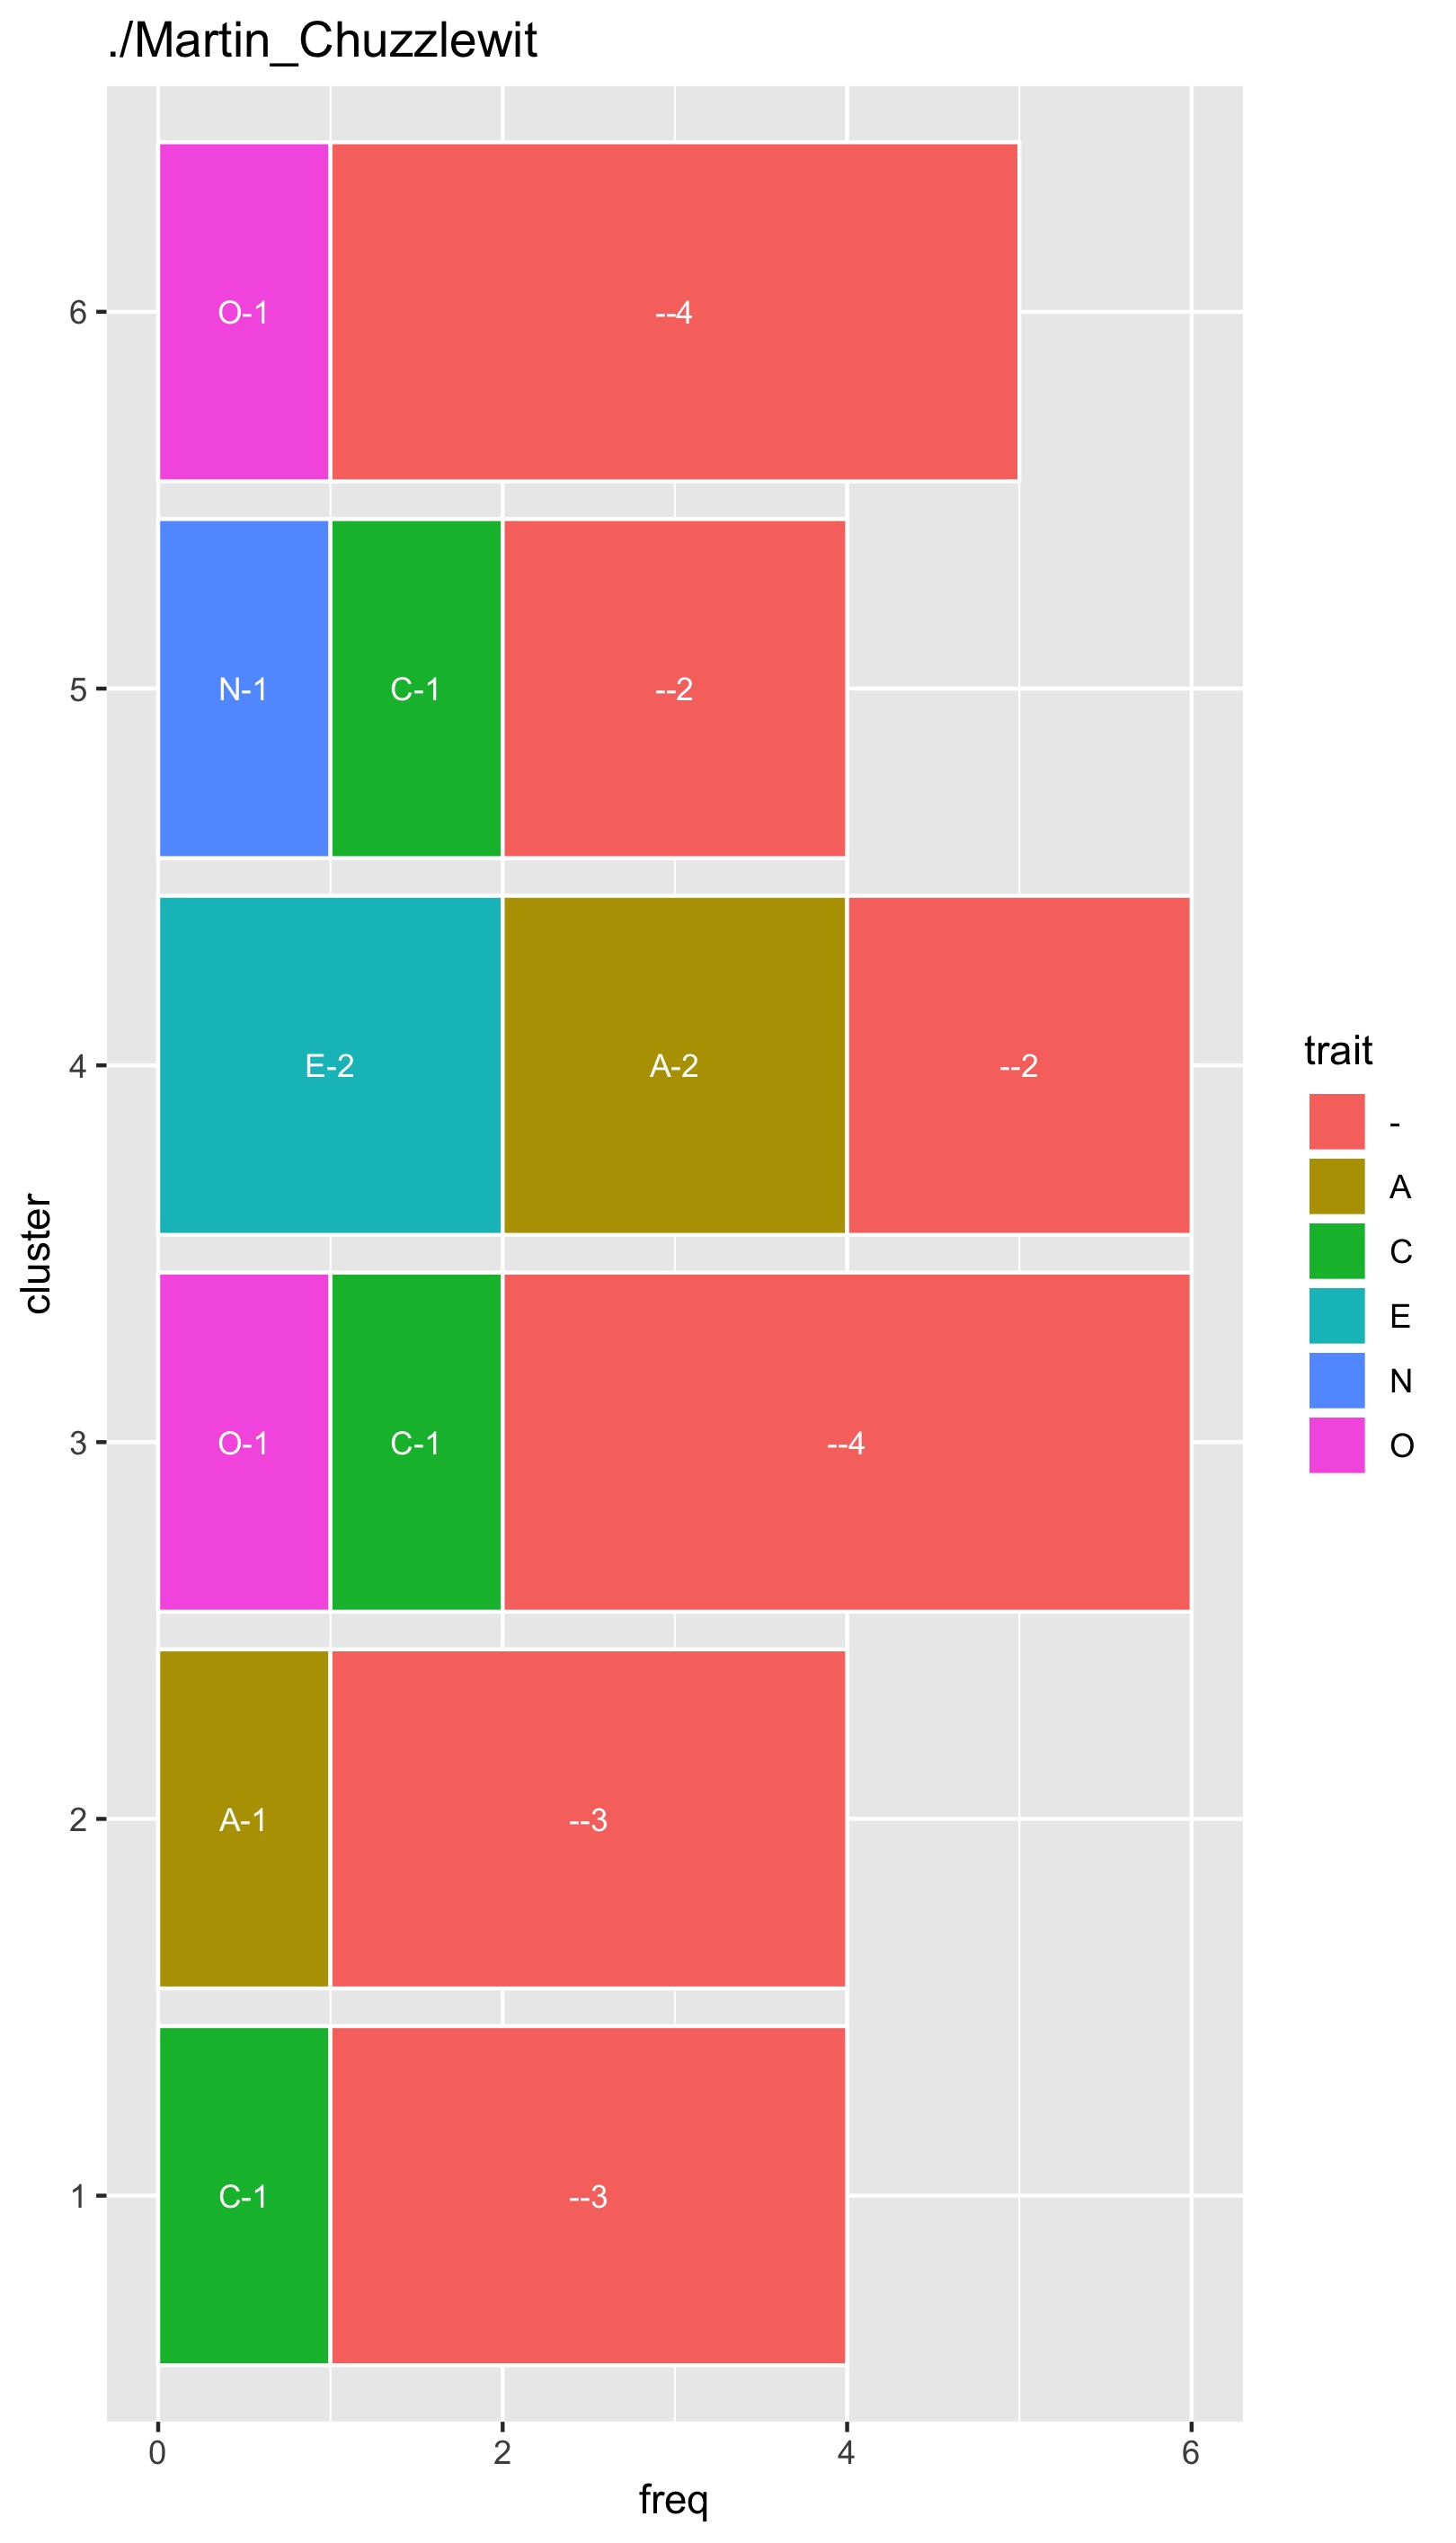 ./Martin_Chuzzlewit
6
O-1
--4
5
N-1
C-1
--2
4
E-2
A-2
--2
3
O-1
C-1
--4
2
A-1
--3
1
C-1
--3
0
2
4
6
freq
cluster
trait
-
A
C
E
N
O